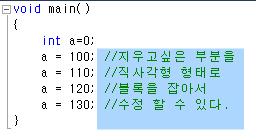 void main()
{
int a=0;
a = 100; //지우고싶은 부분을
a = 110; //직사각형 형태로
a = 120; //블록을 잡아서
a = 130; //수정 할 수 있다.
}